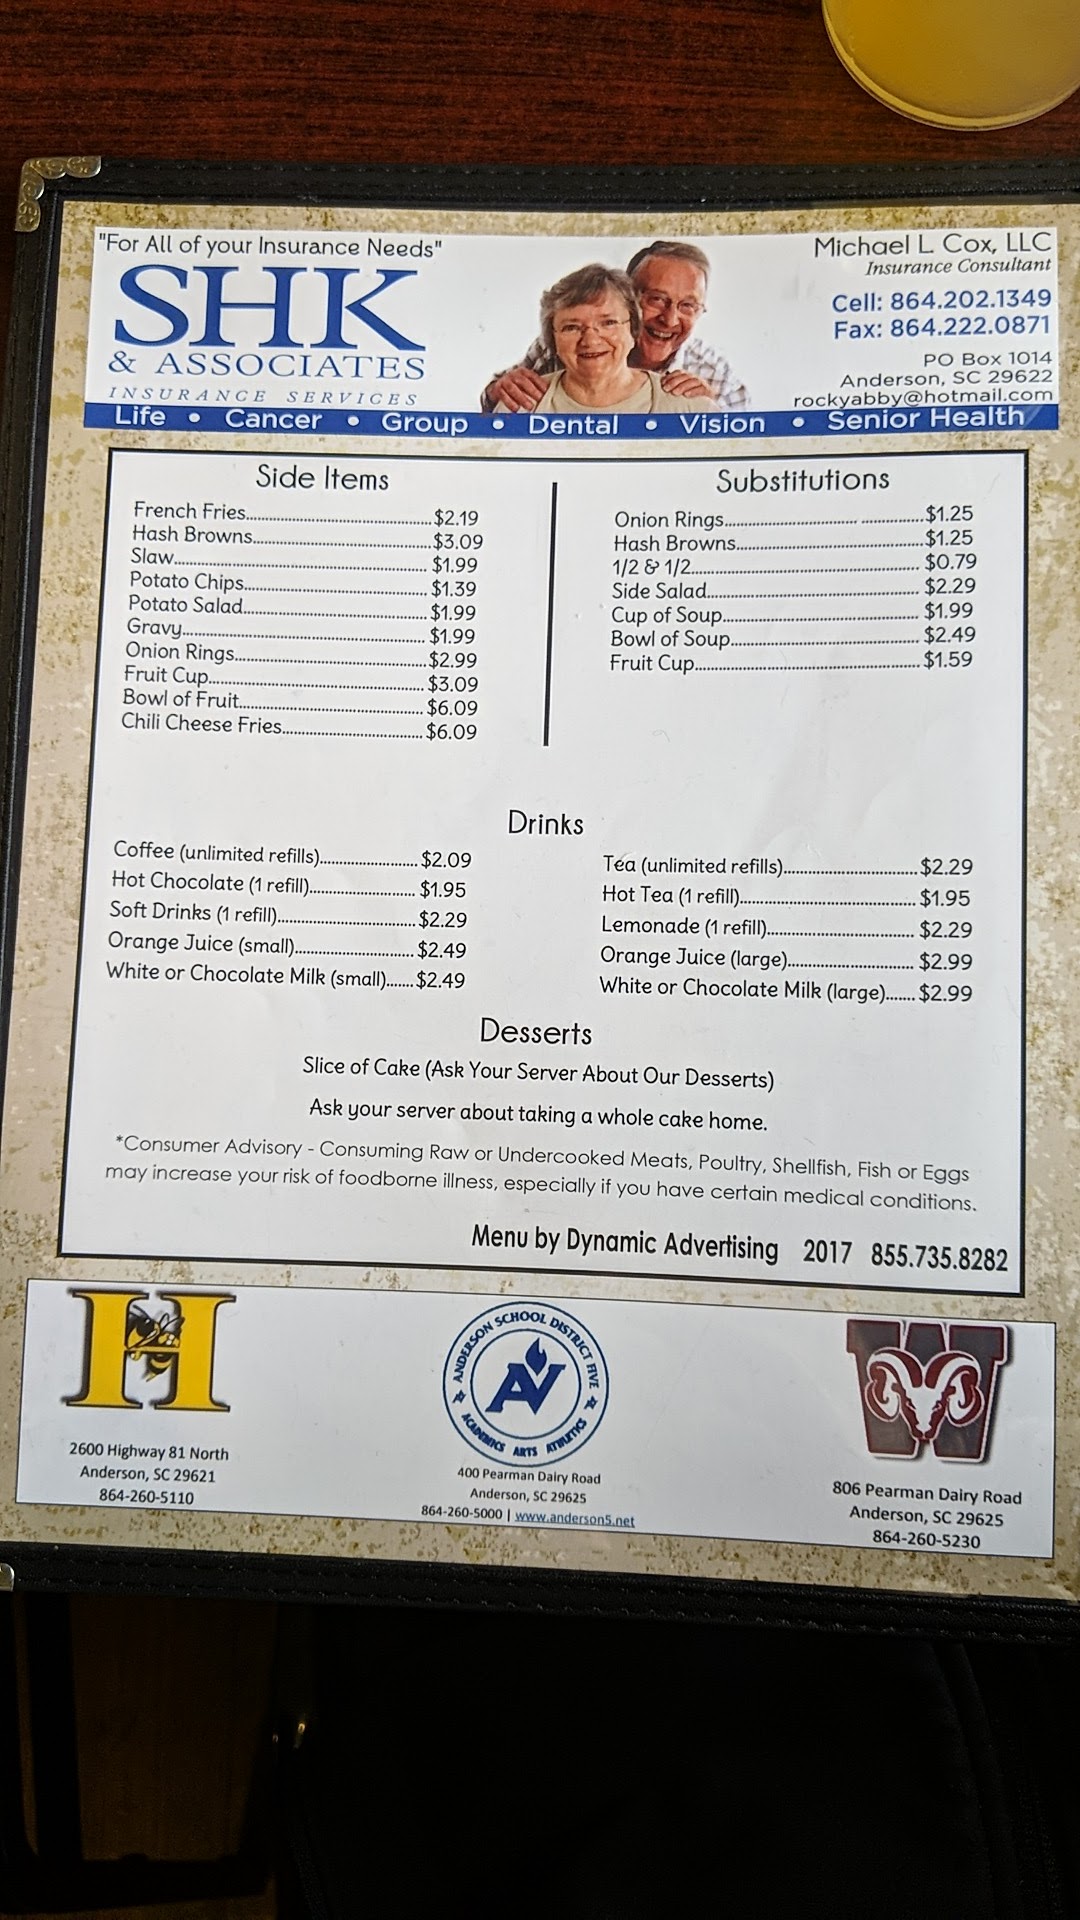 "For All of your Insurance Needs"
SHK
& ASSOCIATES
INSURANCE SERVICES
Michael L. Cox, LLC
Insurance Consultant
Cell: 864.202.1349
Fax: 864.222.0871
PO Box 1014
Anderson, SC 29622
rockyabby@hotmail.com
Life • Cancer • Group • Dental • Vision • Senior Health
Side Items
French Fries $2.19
Hash Browns $3.09
Slaw $1.99
Potato Chips $1.39
Potato Salad $1.99
Gravy $1.99
Onion Rings $2.99
Fruit Cup $3.09
Bowl of Fruit $6.09
Chili Cheese Fries $6.09
Substitutions
Onion Rings $1.25
Hash Browns $1.25
1/2 & 1/2 $0.79
Side Salad $2.29
Cup of Soup $1.99
Bowl of Soup $2.49
Fruit Cup $1.59
Drinks
Coffee (unlimited refills) $2.09
Hot Chocolate (1 refill) $1.95
Soft Drinks (1 refill) $2.29
Orange Juice (small) $2.49
White or Chocolate Milk (small) $2.49
Tea (unlimited refills) $2.29
Hot Tea (1 refill) $1.95
Lemonade (1 refill) $2.29
Orange Juice (large) $2.99
White or Chocolate Milk (large) $2.99
Desserts
Slice of Cake (Ask Your Server About Our Desserts)
Ask your server about taking a whole cake home.
*Consumer Advisory - Consuming Raw or Undercooked Meats, Poultry, Shellfish, Fish or Eggs
may increase your risk of foodborne illness, especially if you have certain medical conditions.
Menu by Dynamic Advertising 2017 855.735.8282
H
2600 Highway 81 North
Anderson, SC 29621
864-260-5110
ANDERSON SCHOOL DISTRICT FIVE
AV
ACADEMICS ARTS ATHLETICS
400 Pearman Dairy Road
Anderson, SC 29625
864-260-5000 | www.anderson5.net
W
806 Pearman Dairy Road
Anderson, SC 29625
864-260-5230